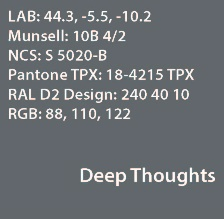 LAB: 44.3, -5.5, -10.2
Munsell: 10B 4/2
NCS: S 5020-B
Pantone TPX: 18-4215 TPX
RAL D2 Design: 240 40 10
RGB: 88, 110, 122
Deep Thoughts